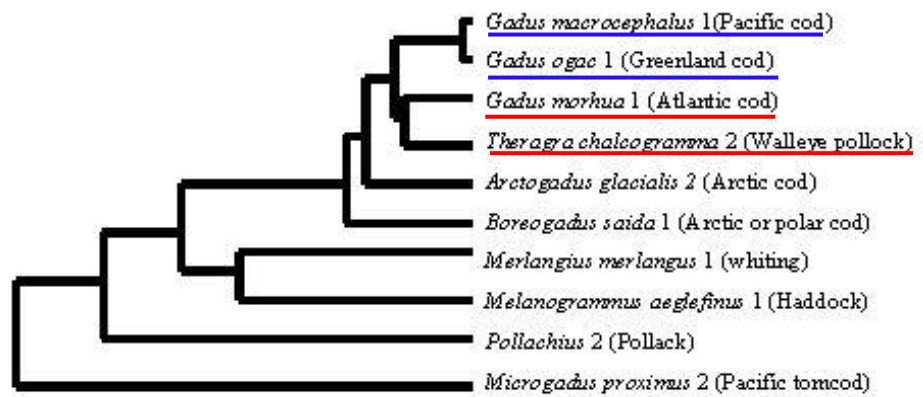 Gadus macrocephalus 1(Pacific cod)
Gadus ogac 1 (Greenland cod)
Gadus morhua 1 (Atlantic cod)
Theragra chalcogramma 2 (Walleye pollock)
Arctogadus glacialis 2 (Arctic cod)
Boreogadus saida 1 (Arctic or polar cod)
Merlangius merlangus 1 (whiting)
Melanogrammus aeglefinus 1 (Haddock)
Pollachius 2 (Pollack)
Microgadus proximus 2 (Pacific tomcod)